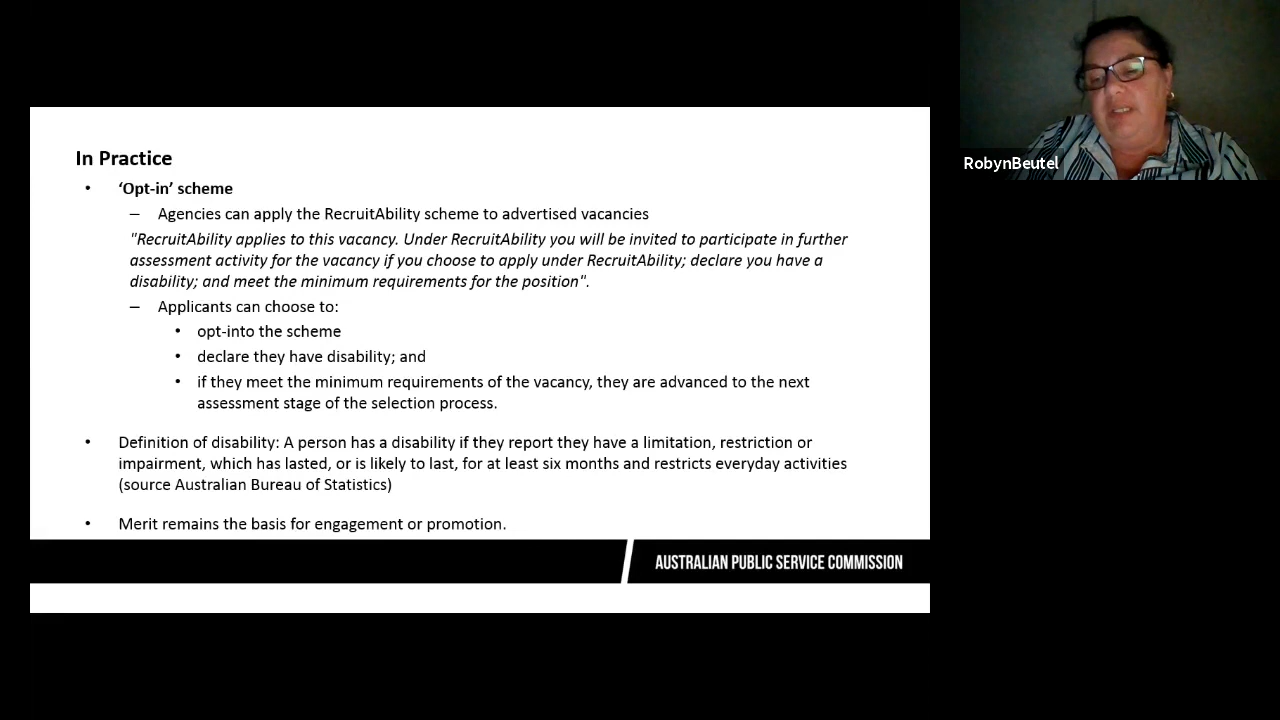 In Practice
• ‘Opt-in’ scheme
– Agencies can apply the RecruitAbility scheme to advertised vacancies
"RecruitAbility applies to this vacancy. Under RecruitAbility you will be invited to participate in further
assessment activity for the vacancy if you choose to apply under RecruitAbility; declare you have a
disability; and meet the minimum requirements for the position".
– Applicants can choose to:
• opt-into the scheme
• declare they have disability; and
• if they meet the minimum requirements of the vacancy, they are advanced to the next
assessment stage of the selection process.
• Definition of disability: A person has a disability if they report they have a limitation, restriction or
impairment, which has lasted, or is likely to last, for at least six months and restricts everyday activities
(source Australian Bureau of Statistics)
• Merit remains the basis for engagement or promotion.
AUSTRALIAN PUBLIC SERVICE COMMISSION
RobynBeutel